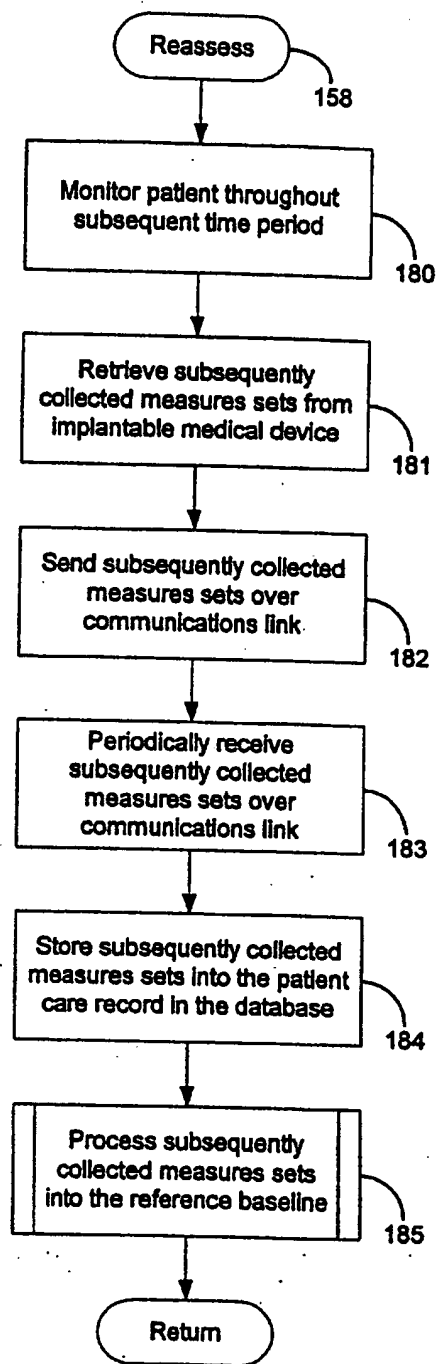 Reassess
158
Monitor patient throughout
subsequent time period
180
Retrieve subsequently
collected measures sets from
implantable medical device
181
Send subsequently collected
measures sets over
communications link
182
Periodically receive
subsequently collected
measures sets over
communications link
183
Store subsequently collected
measures sets into the patient
care record in the database
184
Process subsequently
collected measures sets
into the reference baseline
185
Return